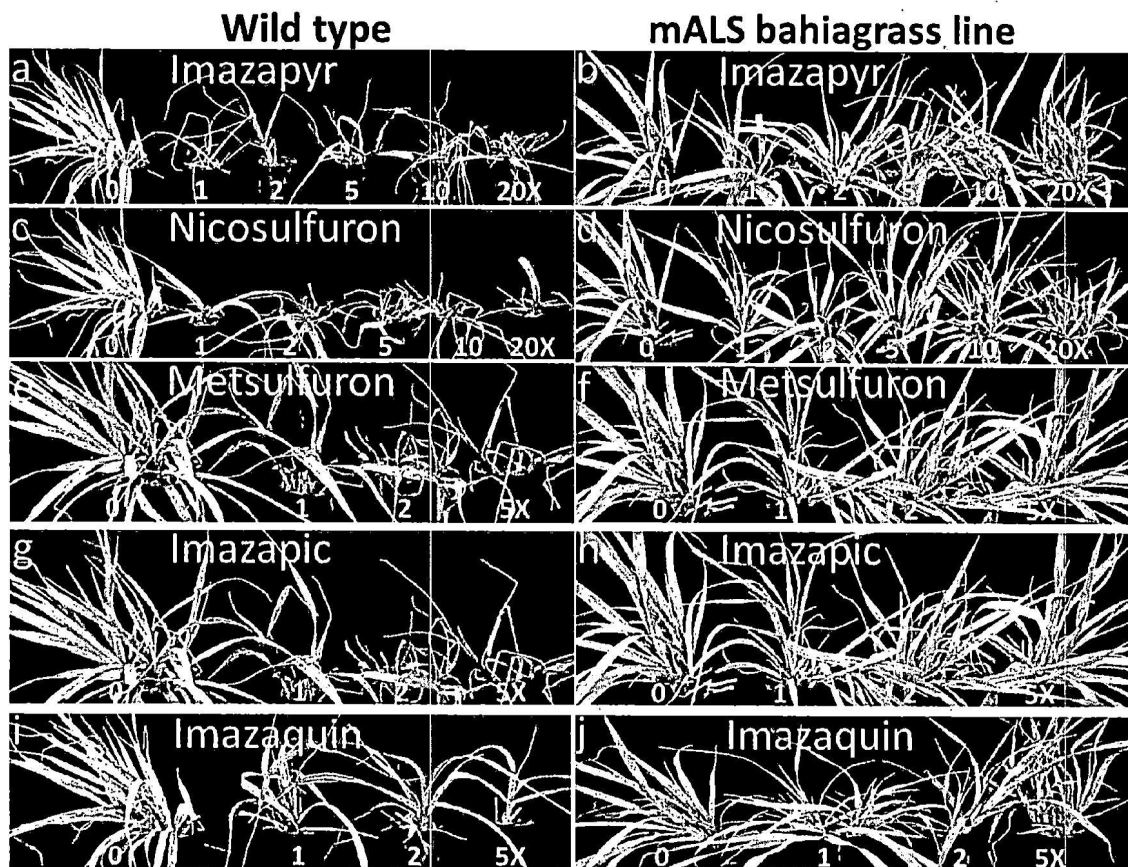 Wild type mALS bahiagrass line
a Imazapyr b Imazapyr
0 1 2 5 10 20X 0 1 2 5 10 20X
c Nicosulfuron d Nicosulfuron
0 1 2 5 10 20X 0 1 2 5 10 20X
e Metsulfuron f Metsulfuron
0 1 2 5X 0 1 2 5X
g Imazapic h Imazapic
0 1 2 5X 0 1 2 5X
i Imazaquin j Imazaquin
0 1 2 5X 0 1 2 5X